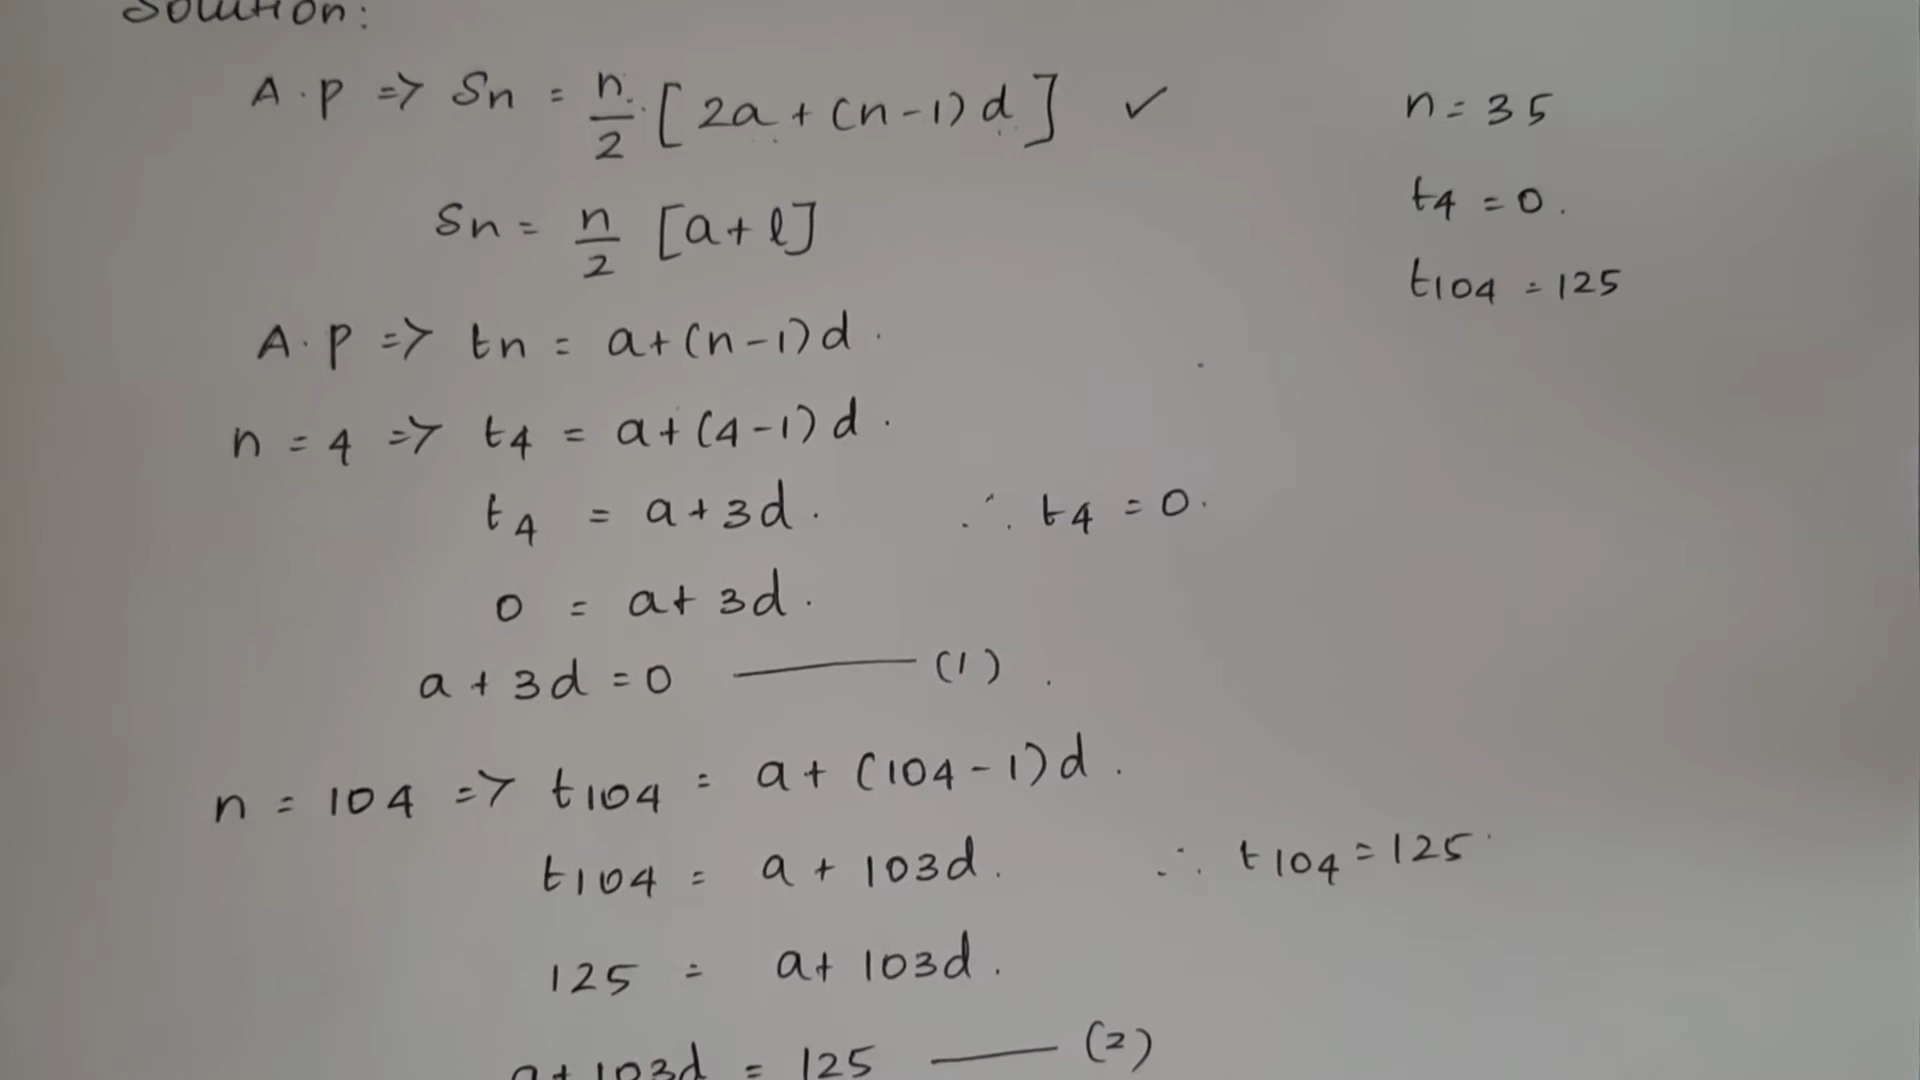 Solution:
A.P => Sn = n/2 [2a + (n-1)d] ✓
n = 35
t4 = 0.
Sn = n/2 [a + l]
t104 = 125
A.P => tn = a + (n-1)d.
n = 4 => t4 = a + (4-1)d.
t4 = a + 3d. ∴ t4 = 0.
0 = a + 3d.
a + 3d = 0 —— (1).
n = 104 => t104 = a + (104-1)d.
t104 = a + 103d. ∴ t104 = 125.
125 = a + 103d.
a + 103d = 125 —— (2)